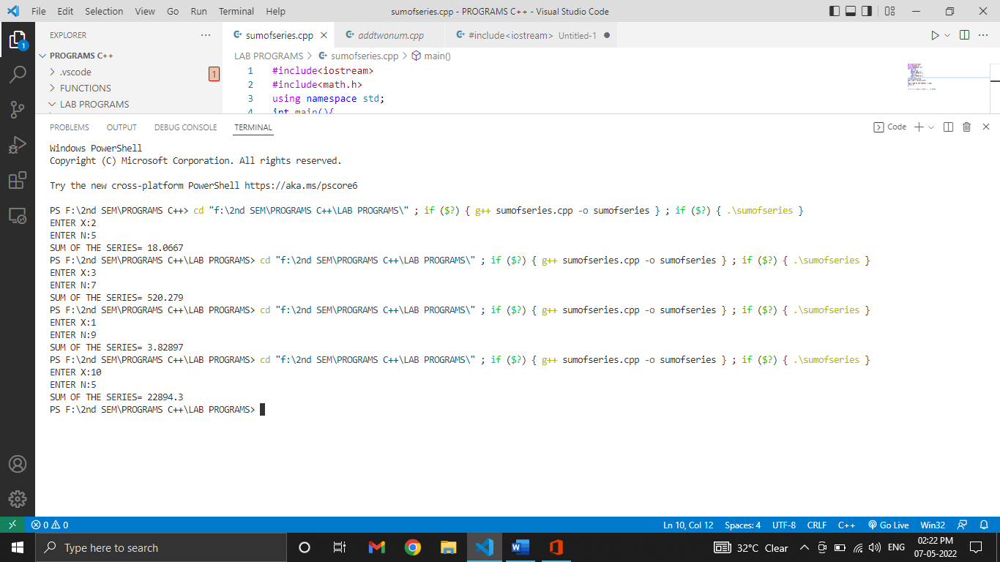 File Edit Selection View Go Run Terminal Help sumofseries.cpp - PROGRAMS C++ - Visual Studio Code
EXPLORER ··· sumofseries.cpp addtwonum.cpp #include<iostream> Untitled-1
PROGRAMS C++
LAB PROGRAMS > sumofseries.cpp > main()
.vscode
FUNCTIONS
LAB PROGRAMS
1
1
1 #include<iostream>
2 #include<math.h>
3 using namespace std;
4 int main(){
PROBLEMS OUTPUT DEBUG CONSOLE TERMINAL Code
Windows PowerShell
Copyright (C) Microsoft Corporation. All rights reserved.
Try the new cross-platform PowerShell https://aka.ms/pscore6
PS F:\2nd SEM\PROGRAMS C++> cd "f:\2nd SEM\PROGRAMS C++\LAB PROGRAMS\" ; if ($?) { g++ sumofseries.cpp -o sumofseries } ; if ($?) { .\sumofseries }
ENTER X:2
ENTER N:5
SUM OF THE SERIES= 18.0667
PS F:\2nd SEM\PROGRAMS C++\LAB PROGRAMS> cd "f:\2nd SEM\PROGRAMS C++\LAB PROGRAMS\" ; if ($?) { g++ sumofseries.cpp -o sumofseries } ; if ($?) { .\sumofseries }
ENTER X:3
ENTER N:7
SUM OF THE SERIES= 520.279
PS F:\2nd SEM\PROGRAMS C++\LAB PROGRAMS> cd "f:\2nd SEM\PROGRAMS C++\LAB PROGRAMS\" ; if ($?) { g++ sumofseries.cpp -o sumofseries } ; if ($?) { .\sumofseries }
ENTER X:1
ENTER N:9
SUM OF THE SERIES= 3.82897
PS F:\2nd SEM\PROGRAMS C++\LAB PROGRAMS> cd "f:\2nd SEM\PROGRAMS C++\LAB PROGRAMS\" ; if ($?) { g++ sumofseries.cpp -o sumofseries } ; if ($?) { .\sumofseries }
ENTER X:10
ENTER N:5
SUM OF THE SERIES= 22894.3
PS F:\2nd SEM\PROGRAMS C++\LAB PROGRAMS>
0 0 Ln 10, Col 12 Spaces: 4 UTF-8 CRLF C++ Go Live Win32
Type here to search 32°C Clear ENG 02:22 PM
07-05-2022